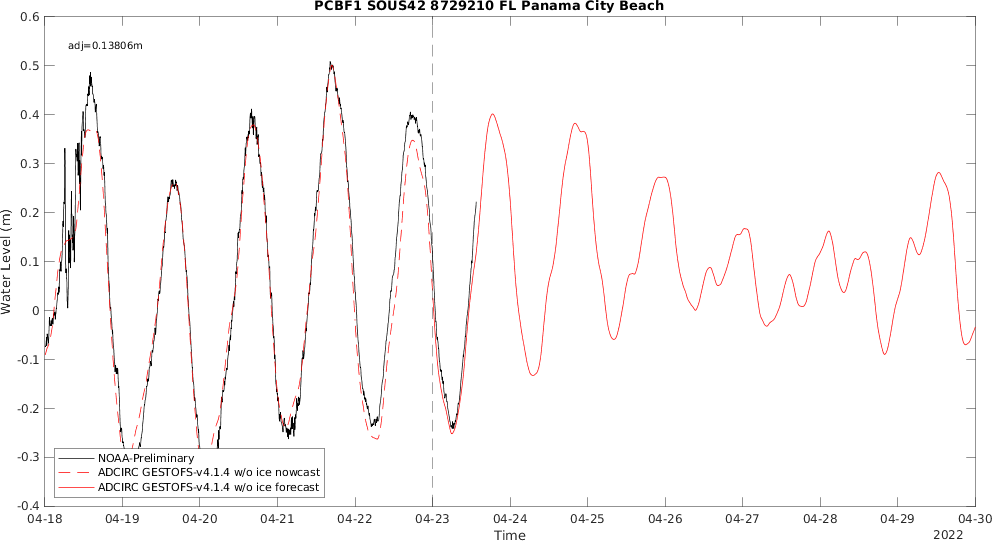 PCBF1 SOUS42 8729210 FL Panama City Beach
adj=0.13806m
0.6
0.5
0.4
0.3
0.2
0.1
0
-0.1
-0.2
-0.3
-0.4
Water Level (m)
NOAA-Preliminary
ADCIRC GESTOFS-v4.1.4 w/o ice nowcast
ADCIRC GESTOFS-v4.1.4 w/o ice forecast
04-18 04-19 04-20 04-21 04-22 04-23 04-24 04-25 04-26 04-27 04-28 04-29 04-30
Time
2022